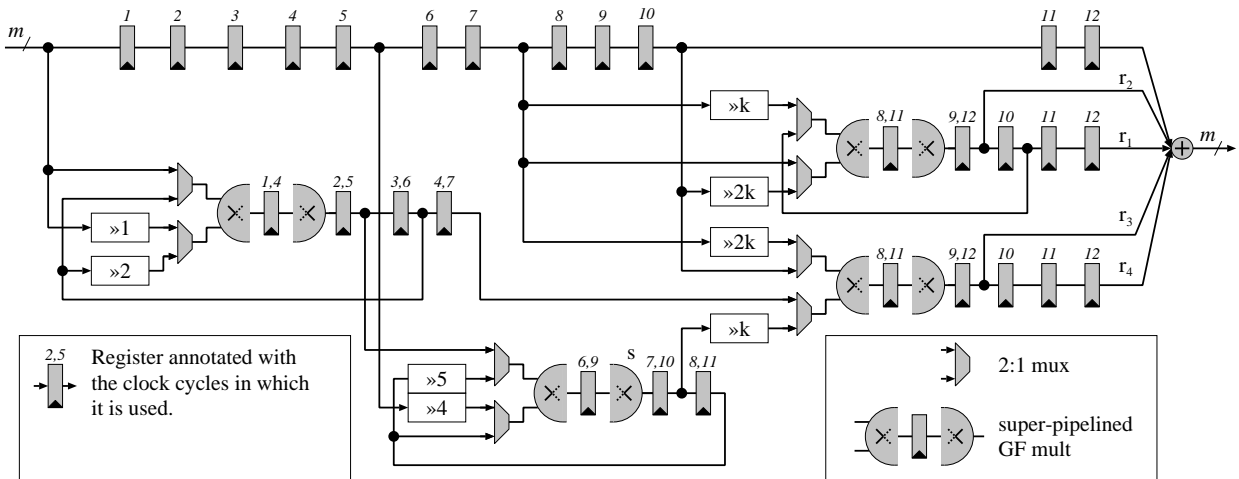 1 2 3 4 5 6 7 8 9 10 11 12
m
r2
»k 8,11 9,12 10 11 12 r1 m
1,4 2,5 3,6 4,7 »2k
»1 »2k r3
»2 8,11 9,12 10 11 12 r4
»k
2,5 Register annotated with
the clock cycles in which
it is used.
s
»5 6,9 7,10 8,11
»4
2:1 mux
super-pipelined
GF mult